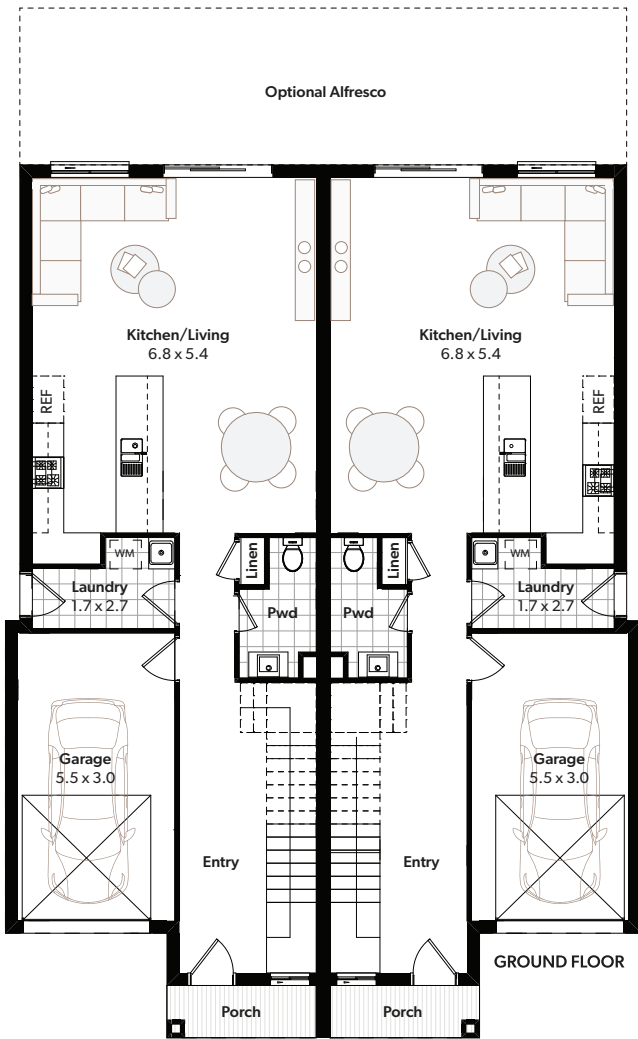 Optional Alfresco
Kitchen/Living
6.8 x 5.4
Kitchen/Living
6.8 x 5.4
REF
REF
WM
Linen
Linen
WM
Laundry
1.7 x 2.7
Pwd
Pwd
Laundry
1.7 x 2.7
Garage
5.5 x 3.0
Garage
5.5 x 3.0
Entry
Entry
GROUND FLOOR
Porch
Porch